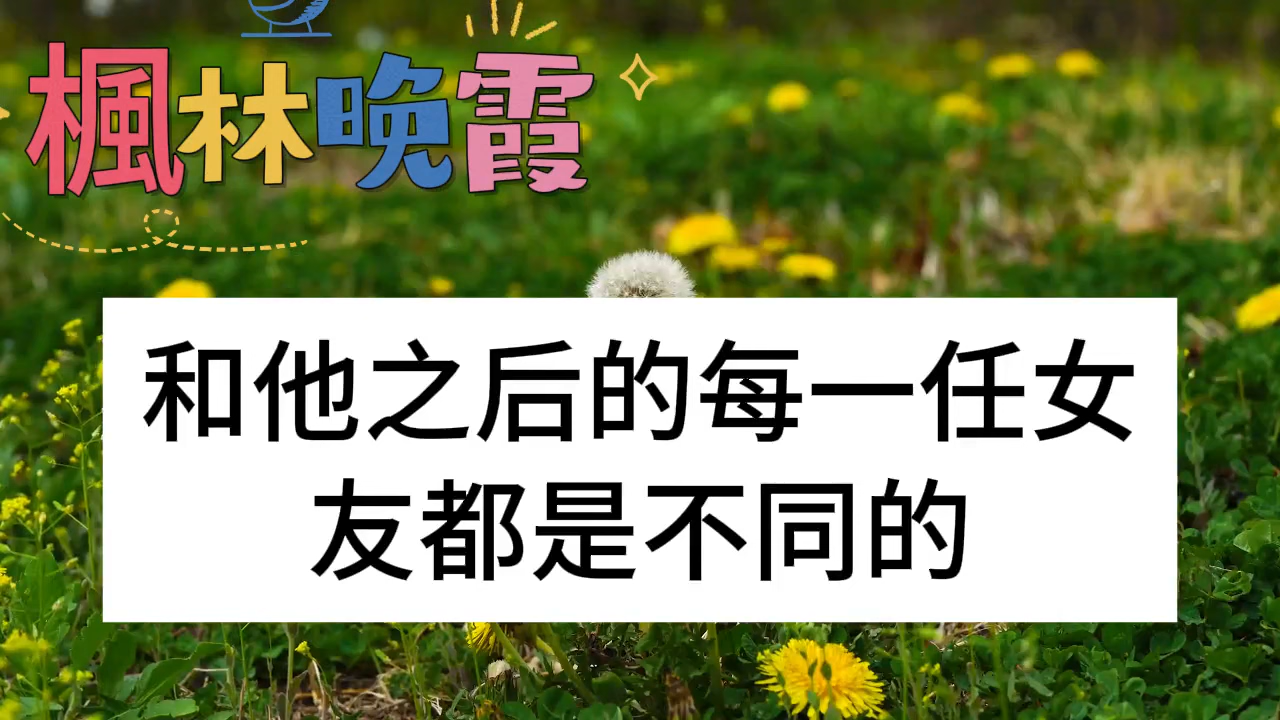 楓林晚霞
和他之后的每一任女
友都是不同的